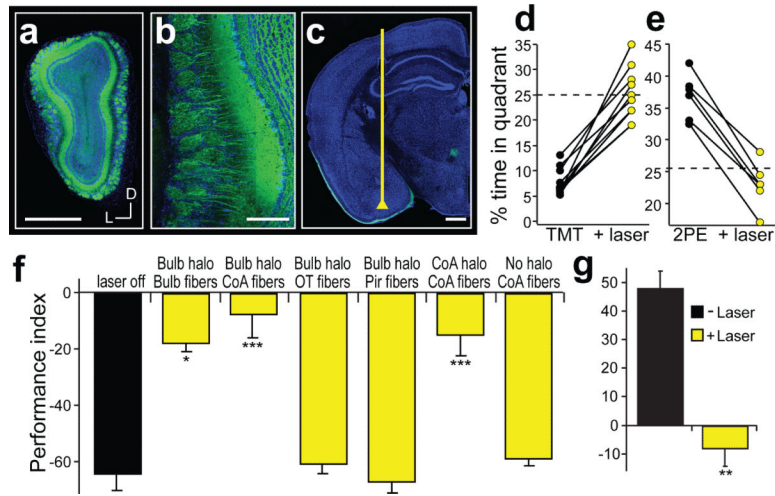 a
b
c
d
e
D
L
% time in quadrant
35
30
25
20
15
10
5
0
TMT + laser
45
40
35
30
25
20
2PE + laser
f
laser off
Bulb halo
Bulb fibers
Bulb halo
CoA fibers
Bulb halo
OT fibers
Bulb halo
Pir fibers
CoA halo
CoA fibers
No halo
CoA fibers
Performance index
0
-20
-40
-60
*
***
***
g
50
40
30
20
10
0
-10
- Laser
+ Laser
**